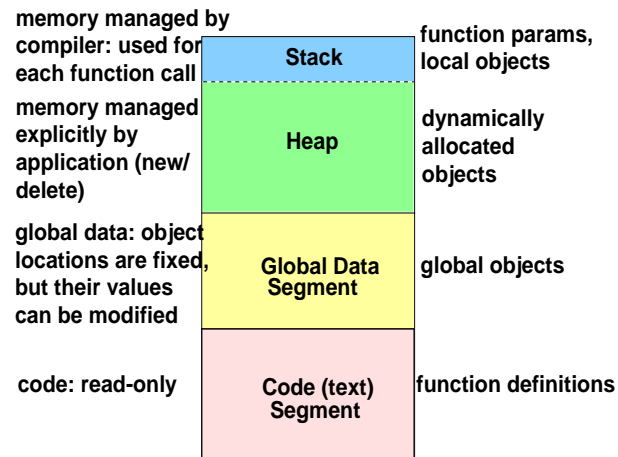 memory managed by
compiler: used for
each function call
Stack
function params,
local objects
memory managed
explicitly by
application (new/
delete)
Heap
dynamically
allocated
objects
global data: object
locations are fixed,
but their values
can be modified
Global Data
Segment
global objects
code: read-only
Code (text)
Segment
function definitions